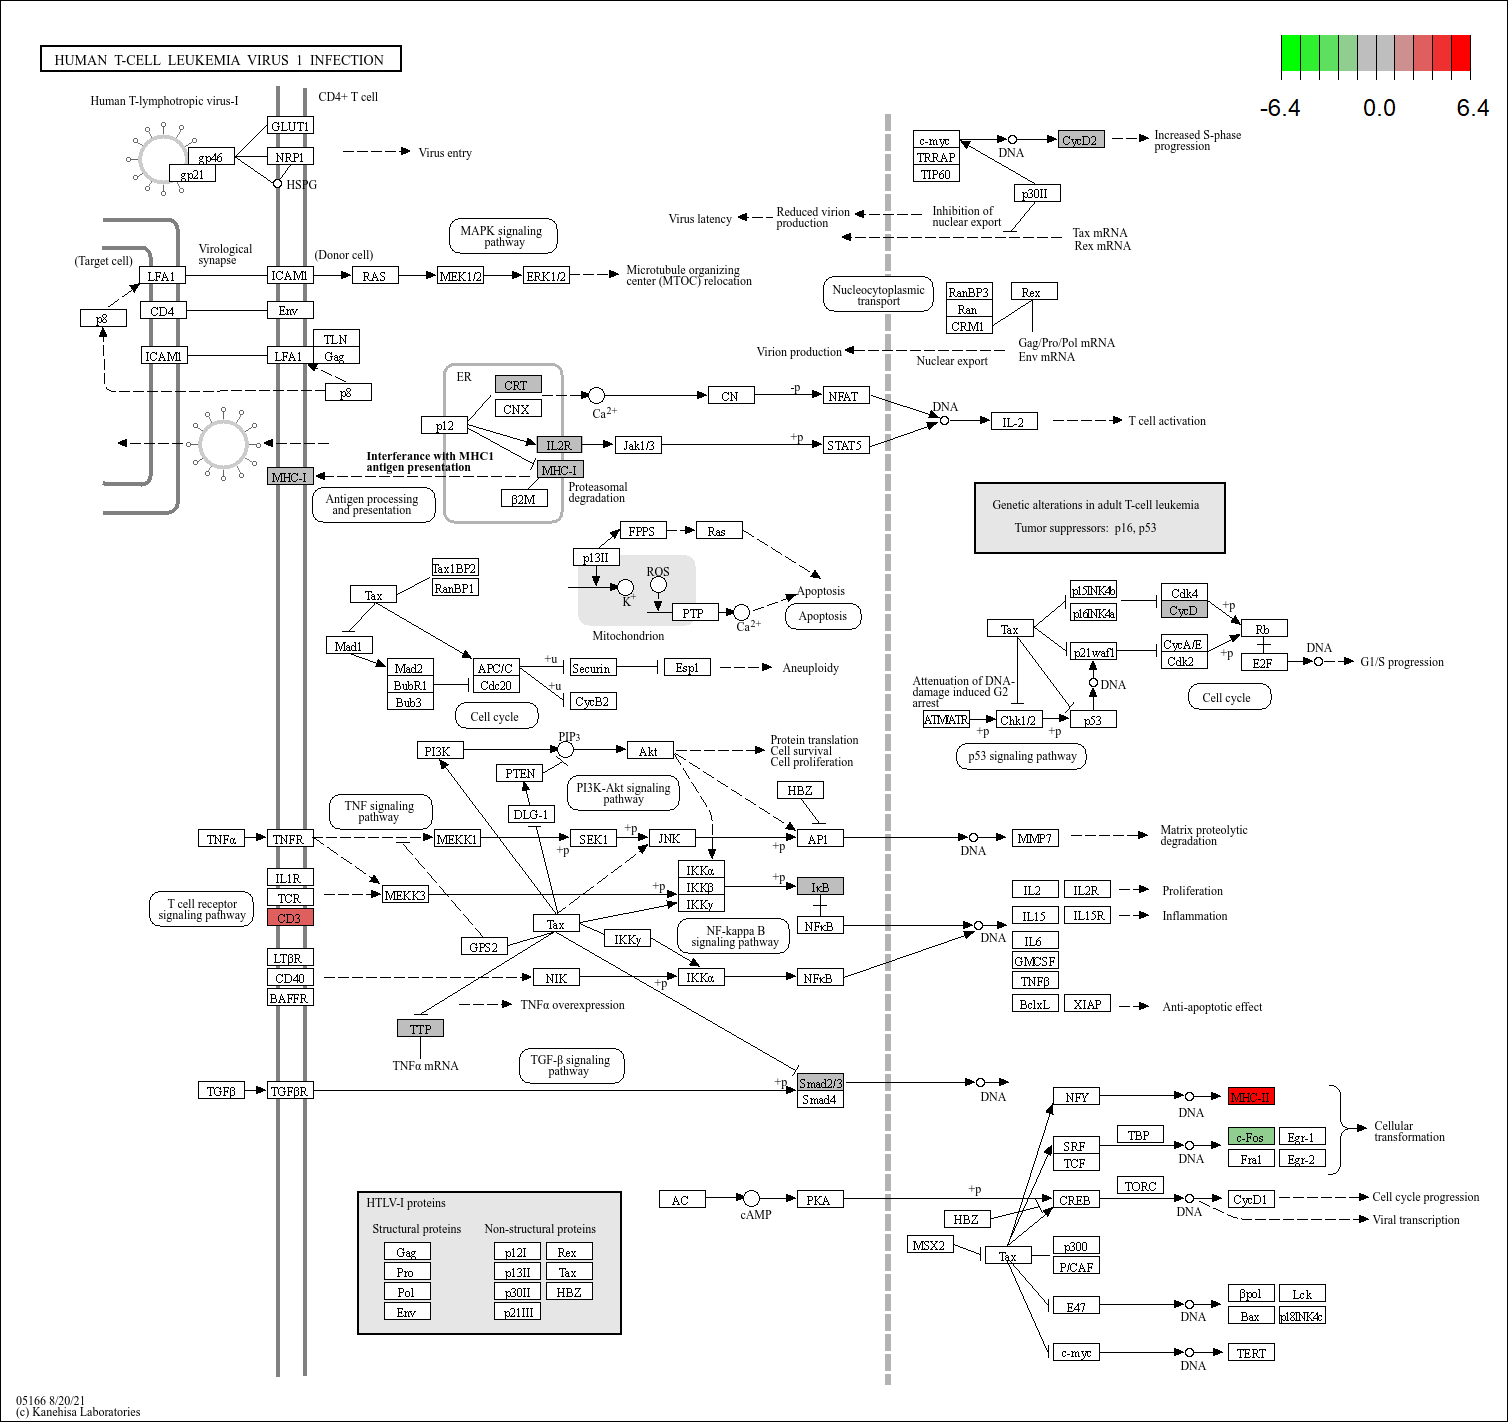 HUMAN T-CELL LEUKEMIA VIRUS 1 INFECTION
-6.4 0.0 6.4
Human T-lymphotropic virus-I
CD4+ T cell
GLUT1
gp46
NRP1
gp21
HSPG
Virus entry
c-myc
TRRAP
TIP60
DNA
CycD2
Increased S-phase
progression
p30II
Virus latency
Reduced virion
production
Inhibition of
nuclear export
Tax mRNA
Rex mRNA
MAPK signaling
pathway
(Target cell)
Virological
synapse
(Donor cell)
LFA1
ICAM1
RAS
MEK1/2
ERK1/2
Microtubule organizing
center (MTOC) relocation
p8
CD4
Env
TLN
ICAM1
LFA1
Gag
p8
Nucleocytoplasmic
transport
RanBP3
Ran
CRM1
Rex
Gag/Pro/Pol mRNA
Env mRNA
Virion production
Nuclear export
ER
CRT
CNX
p12
IL2R
MHC-I
β2M
Proteasomal
degradation
Ca2+
CN
-p
NFAT
Jak1/3
+p
STAT5
DNA
IL-2
T cell activation
Interferance with MHC1
antigen presentation
MHC-I
Antigen processing
and presentation
Genetic alterations in adult T-cell leukemia
Tumor suppressors: p16, p53
FPPS
Ras
p13II
ROS
K+
PTP
Ca2+
Mitochondrion
Apoptosis
Apoptosis
Tax1BP2
RanBP1
Tax
Mad1
Mad2
BubR1
Bub3
APC/C
Cdc20
+u
+u
Securin
CycB2
Esp1
Aneuploidy
Cell cycle
p15INK4b
p16INK4a
Cdk4
CycD
+p
Tax
p21waf1
CycA/E
Cdk2
+p
Rb
E2F
DNA
G1/S progression
DNA
Attenuation of DNA-
damage induced G2
arrest
ATM/ATR
+p
Chk1/2
+p
p53
Cell cycle
p53 signaling pathway
PI3K
PIP3
Akt
Protein translation
Cell survival
Cell proliferation
PTEN
DLG-1
PI3K-Akt signaling
pathway
HBZ
TNF signaling
pathway
TNFα
TNFR
MEKK1
+p
SEK1
+p
JNK
+p
AP1
DNA
MMP7
Matrix proteolytic
degradation
IL1R
TCR
CD3
T cell receptor
signaling pathway
MEKK3
+p
IKKα
IKKβ
IKKγ
+p
IκB
NFκB
Tax
GPS2
IKKγ
NF-kappa B
signaling pathway
DNA
IL2
IL2R
Proliferation
IL15
IL15R
Inflammation
IL6
GMCSF
TNFβ
BclxL
XIAP
Anti-apoptotic effect
LTβR
CD40
BAFFR
NIK
+p
IKKα
NFκB
TNFα overexpression
TTP
TNFα mRNA
TGF-β signaling
pathway
TGFβ
TGFβR
+p
Smad2/3
Smad4
DNA
NFY
DNA
MHC-II
SRF
TCF
TBP
DNA
c-Fos
Egr-1
Fra1
Egr-2
Cellular
transformation
AC
cAMP
PKA
+p
CREB
TORC
DNA
CycD1
Cell cycle progression
Viral transcription
HBZ
MSX2
Tax
p300
P/CAF
E47
DNA
βpol
Lck
Bax
p18INK4c
c-myc
DNA
TERT
HTLV-I proteins
Structural proteins
Non-structural proteins
Gag
p12I
Rex
Pro
p13II
Tax
Pol
p30II
HBZ
Env
p21III
05166 8/20/21
(c) Kanehisa Laboratories